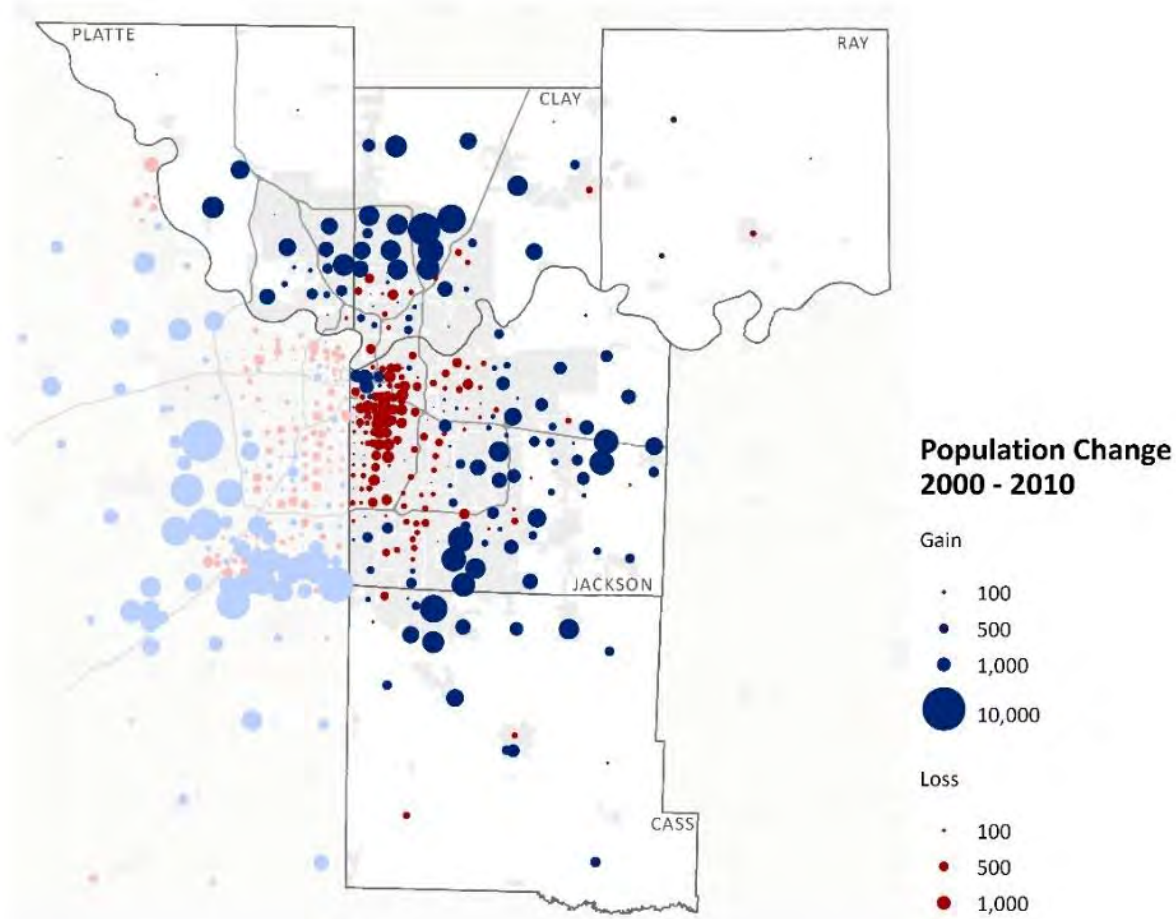 PLATTE
RAY
CLAY
JACKSON
CASS
Population Change
2000 - 2010
Gain
100
500
1,000
10,000
Loss
100
500
1,000